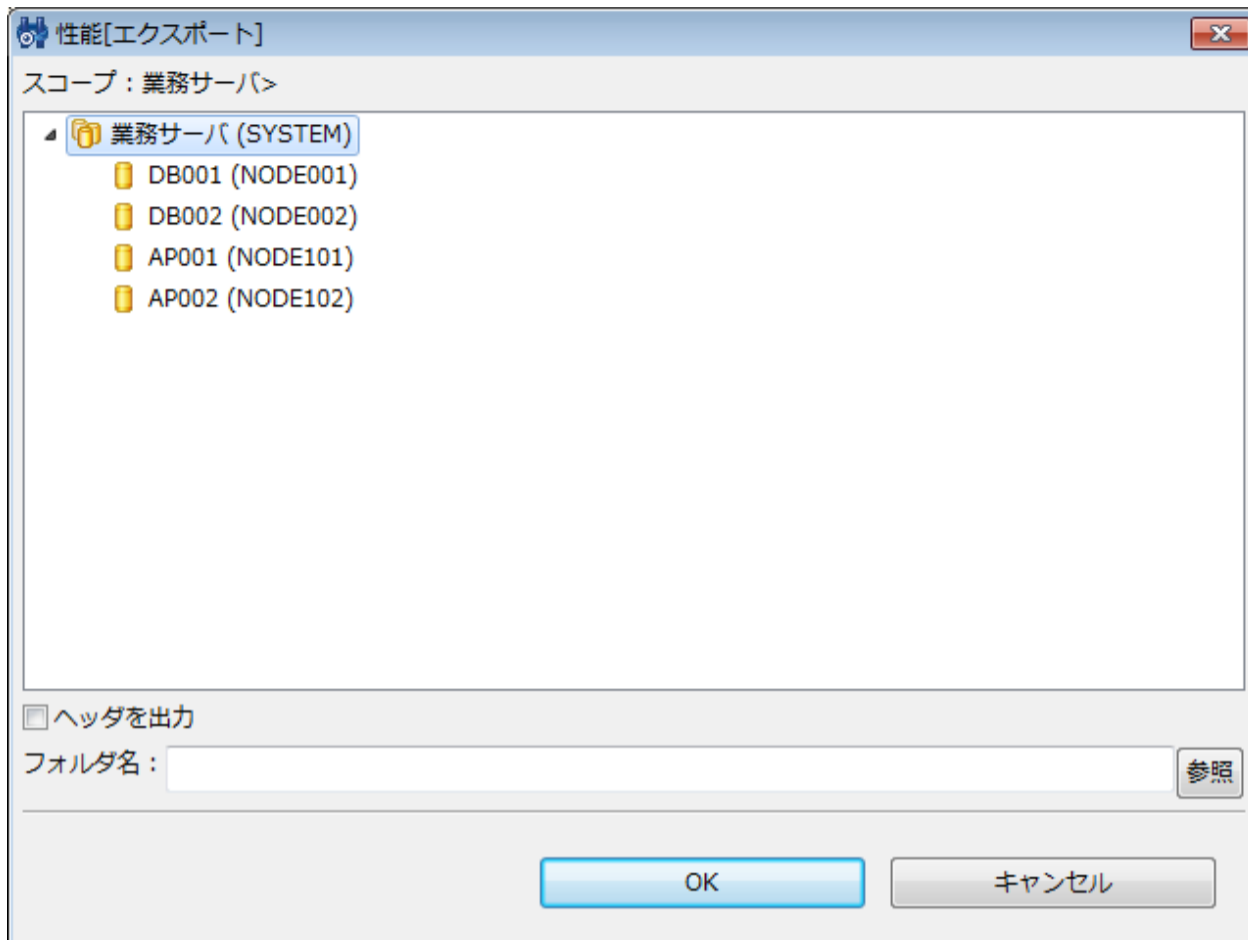 性能[エクスポート]
スコープ：業務サーバ>
業務サーバ (SYSTEM)
DB001 (NODE001)
DB002 (NODE002)
AP001 (NODE101)
AP002 (NODE102)
ヘッダを出力
フォルダ名： 参照
OK キャンセル